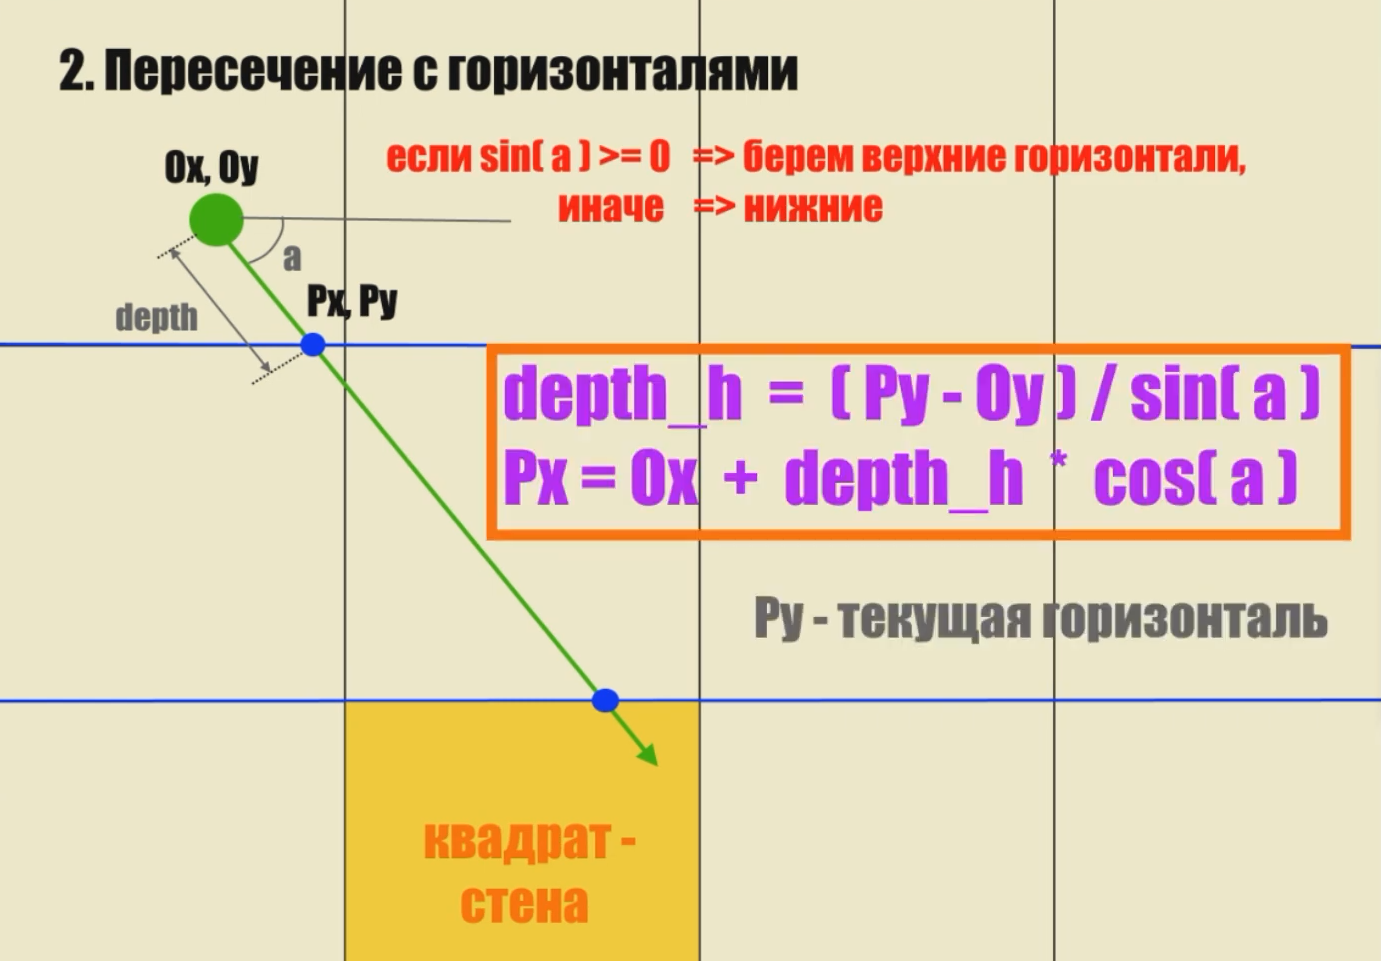 2. Пересечение с горизонталями
если sin( a ) >= 0 => берем верхние горизонтали,
иначе => нижние
Ox, Oy
a
depth
Px, Py
depth_h = ( Py - Oy ) / sin( a )
Px = Ox + depth_h * cos( a )
Py - текущая горизонталь
квадрат -
стена